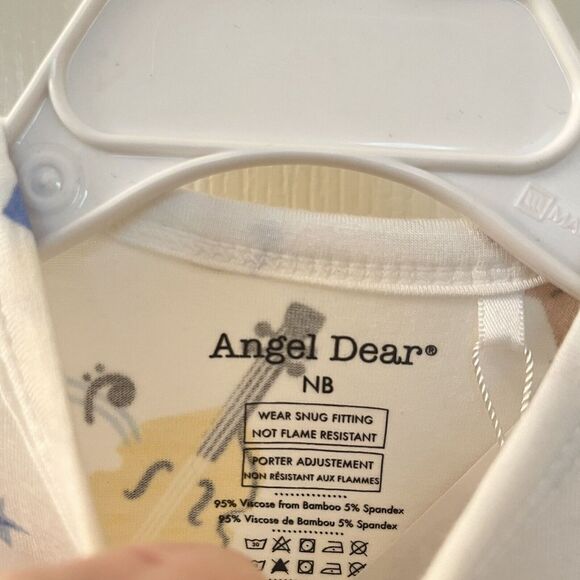 Angel Dear®
NB
WEAR SNUG FITTING
NOT FLAME RESISTANT
PORTER ADJUSTEMENT
NON RÉSISTANT AUX FLAMMES
95% Viscose from Bamboo 5% Spandex
95% Viscose de Bambou 5% Spandex
30